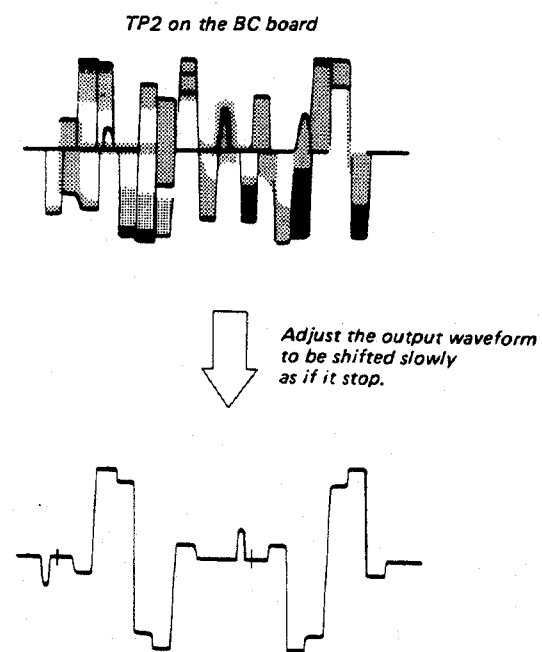 TP2 on the BC board
Adjust the output waveform
to be shifted slowly
as if it stop.